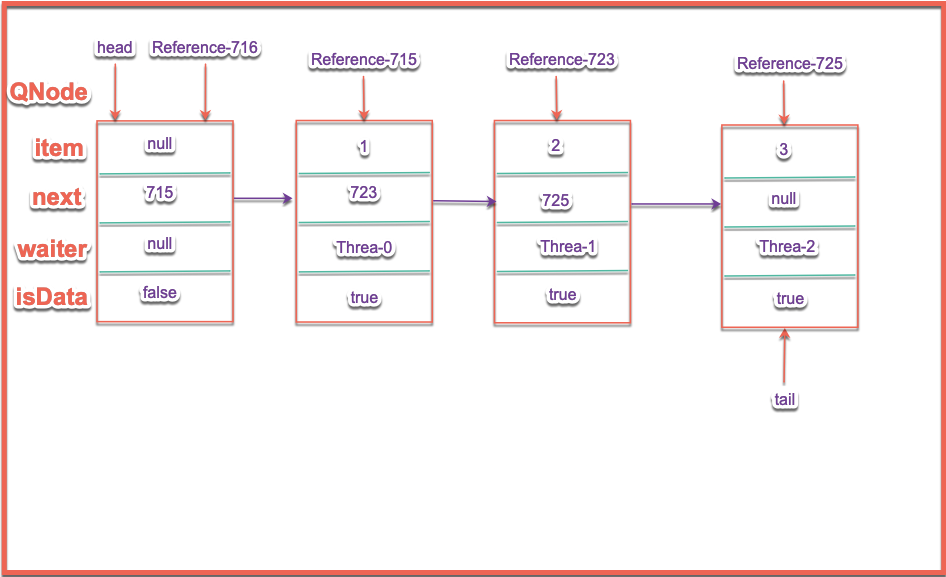 head Reference-716
Reference-715
Reference-723
Reference-725
QNode
item null 1 2 3
next 715 723 725 null
waiter null Threa-0 Threa-1 Threa-2
isData false true true true
tail